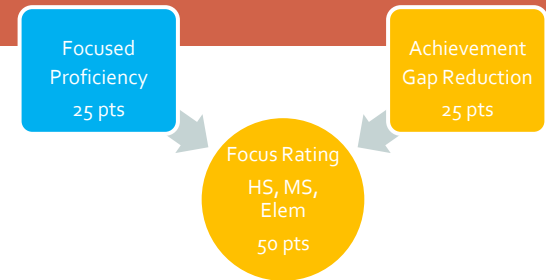 Focused
Proficiency
25 pts
Achievement
Gap Reduction
25 pts
Focus Rating
HS, MS,
Elem
50 pts